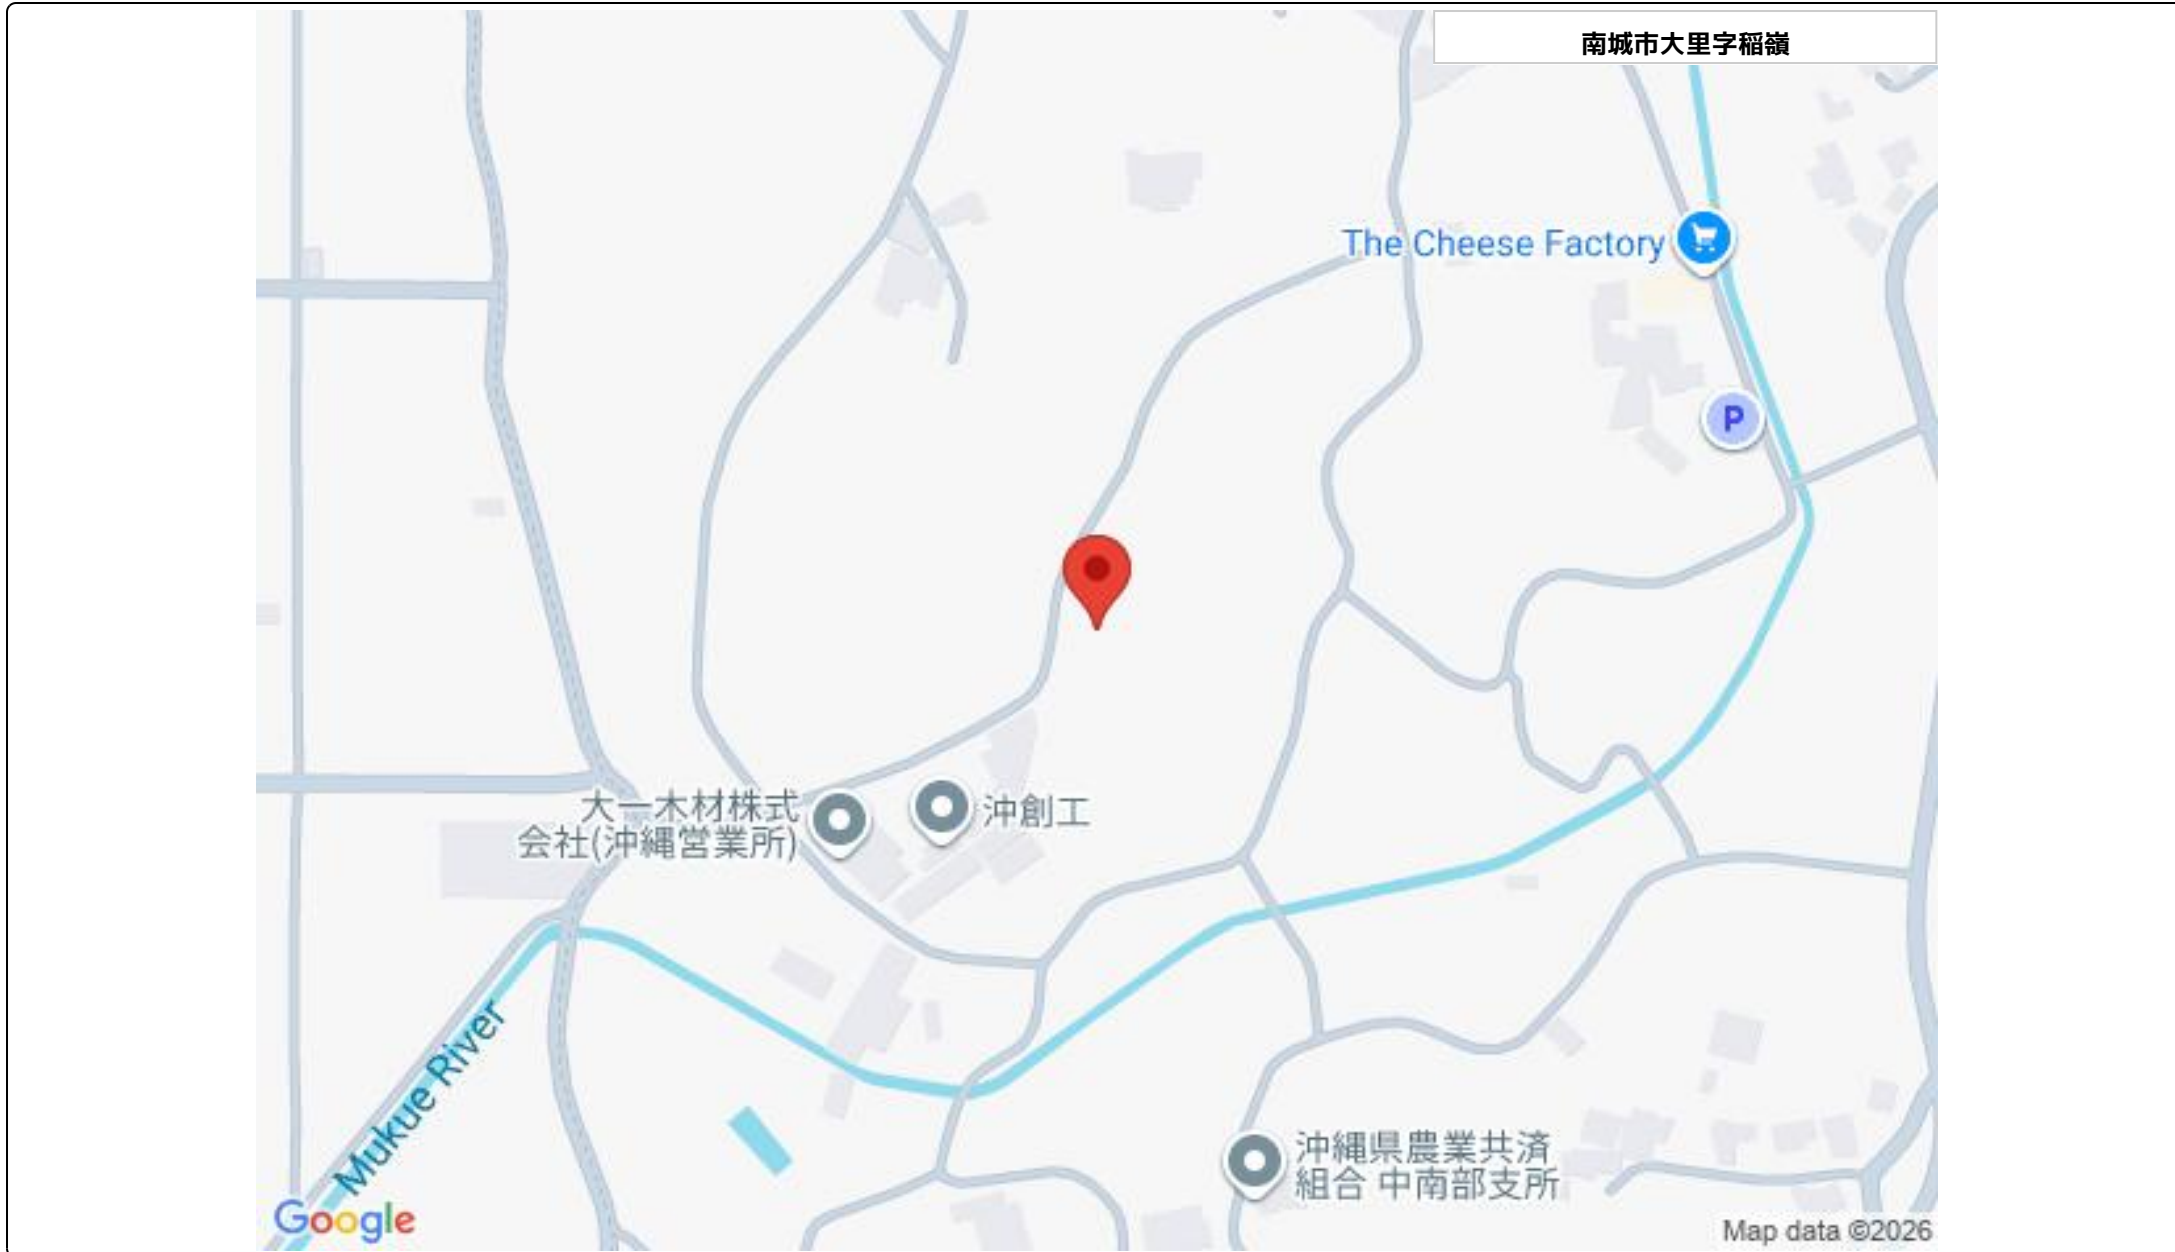 南城市大里字稲嶺
The Cheese Factory
P
大一木材株式
会社(沖縄営業所)
沖創工
Mukue River
沖縄県農業共済
組合 中南部支所
Google
Map data ©2026